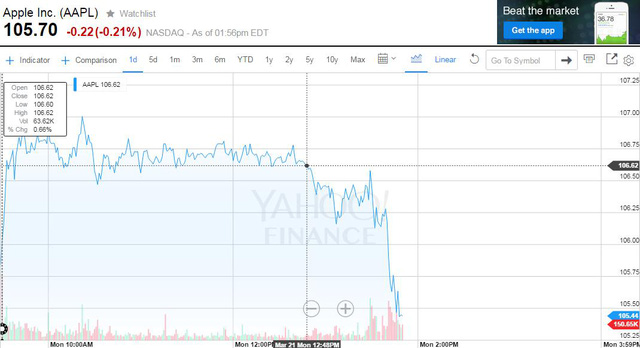 Apple Inc. (AAPL) ★ Watchlist
105.70 -0.22 (-0.21%) NASDAQ - As of 01:56pm EDT
Beat the market
Get the app
36.78
+ Indicator + Comparison 1d 5d 1m 3m 6m YTD 1y 2y 5y 10y Max Linear Go To Symbol
Open 106.62
Close 106.62
Low 106.60
High 106.62
Vol 63.62K
% Chg 0.66%
AAPL 106.62
107.25
107.00
106.75
106.62
106.50
106.25
106.00
105.75
105.50
105.44
150.65K
105.25
YAHOO!
FINANCE
Mon 10:00AM
Mon 12:00PM
Mar 21 Mon 12:48PM
Mon 2:00PM
Mon 3:59PM